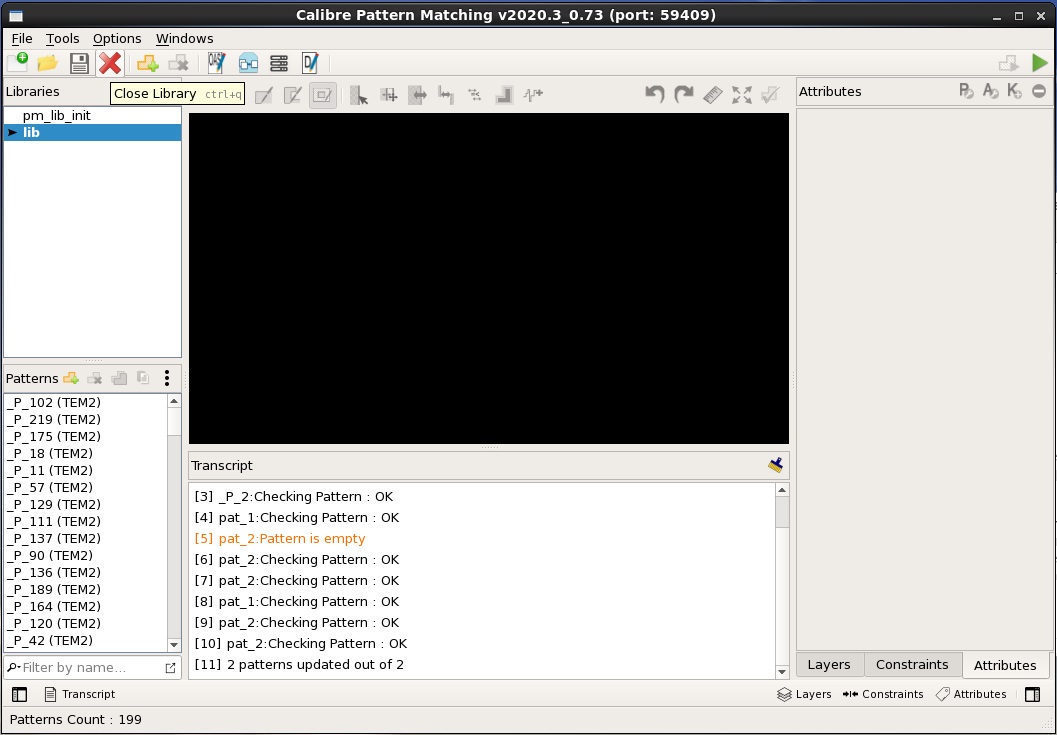 Calibre Pattern Matching v2020.3_0.73 (port: 59409)
File Tools Options Windows
Libraries
Close Library ctrl+q
Attributes
pm_lib_init
lib
Patterns
_P_102 (TEM2)
_P_219 (TEM2)
_P_175 (TEM2)
_P_18 (TEM2)
_P_11 (TEM2)
_P_57 (TEM2)
_P_129 (TEM2)
_P_111 (TEM2)
_P_137 (TEM2)
_P_90 (TEM2)
_P_136 (TEM2)
_P_189 (TEM2)
_P_164 (TEM2)
_P_120 (TEM2)
_P_42 (TEM2)
Filter by name...
Transcript
[3] _P_2:Checking Pattern : OK
[4] pat_1:Checking Pattern : OK
[5] pat_2:Pattern is empty
[6] pat_2:Checking Pattern : OK
[7] pat_2:Checking Pattern : OK
[8] pat_1:Checking Pattern : OK
[9] pat_2:Checking Pattern : OK
[10] pat_2:Checking Pattern : OK
[11] 2 patterns updated out of 2
Layers Constraints Attributes
Transcript
Layers Constraints Attributes
Patterns Count : 199